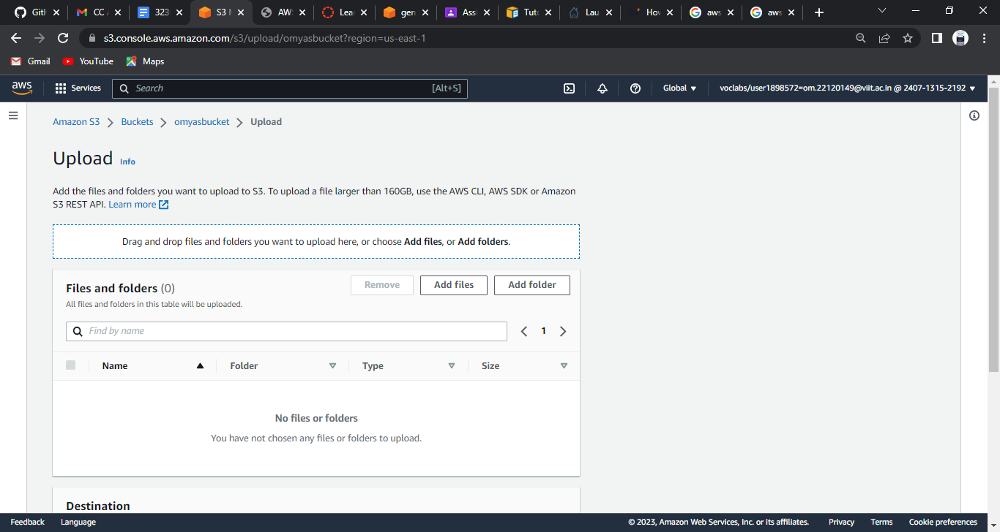 GitH
CC A
323
S3 M
AWS
Lea
gen
Assi
Tuto
Lau
Hov
aws
aws
s3.console.aws.amazon.com/s3/upload/omyasbucket?region=us-east-1
Gmail YouTube Maps
aws Services Search [Alt+S] Global voclabs/user1898572=om.22120149@viit.ac.in @ 2407-1315-2192
Amazon S3 Buckets omyasbucket Upload
Upload Info
Add the files and folders you want to upload to S3. To upload a file larger than 160GB, use the AWS CLI, AWS SDK or Amazon
S3 REST API. Learn more
Drag and drop files and folders you want to upload here, or choose Add files, or Add folders.
Files and folders (0) Remove Add files Add folder
All files and folders in this table will be uploaded.
Find by name 1
Name Folder Type Size
No files or folders
You have not chosen any files or folders to upload.
Destination
Feedback Language © 2023, Amazon Web Services, Inc. or its affiliates. Privacy Terms Cookie preferences